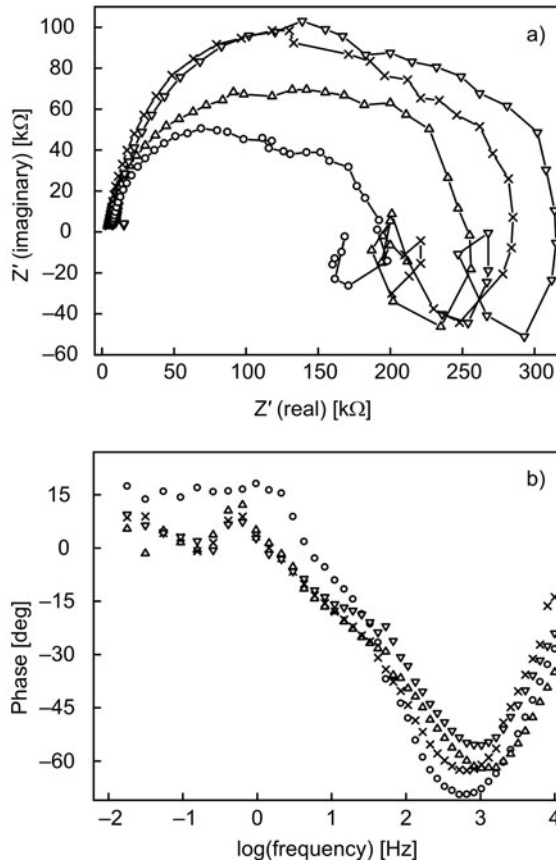 a)
Z' (imaginary) [kΩ]
100
80
60
40
20
0
–20
–40
–60
0 50 100 150 200 250 300
Z' (real) [kΩ]
b)
Phase [deg]
15
0
–15
–30
–45
–60
–2 –1 0 1 2 3 4
log(frequency) [Hz]